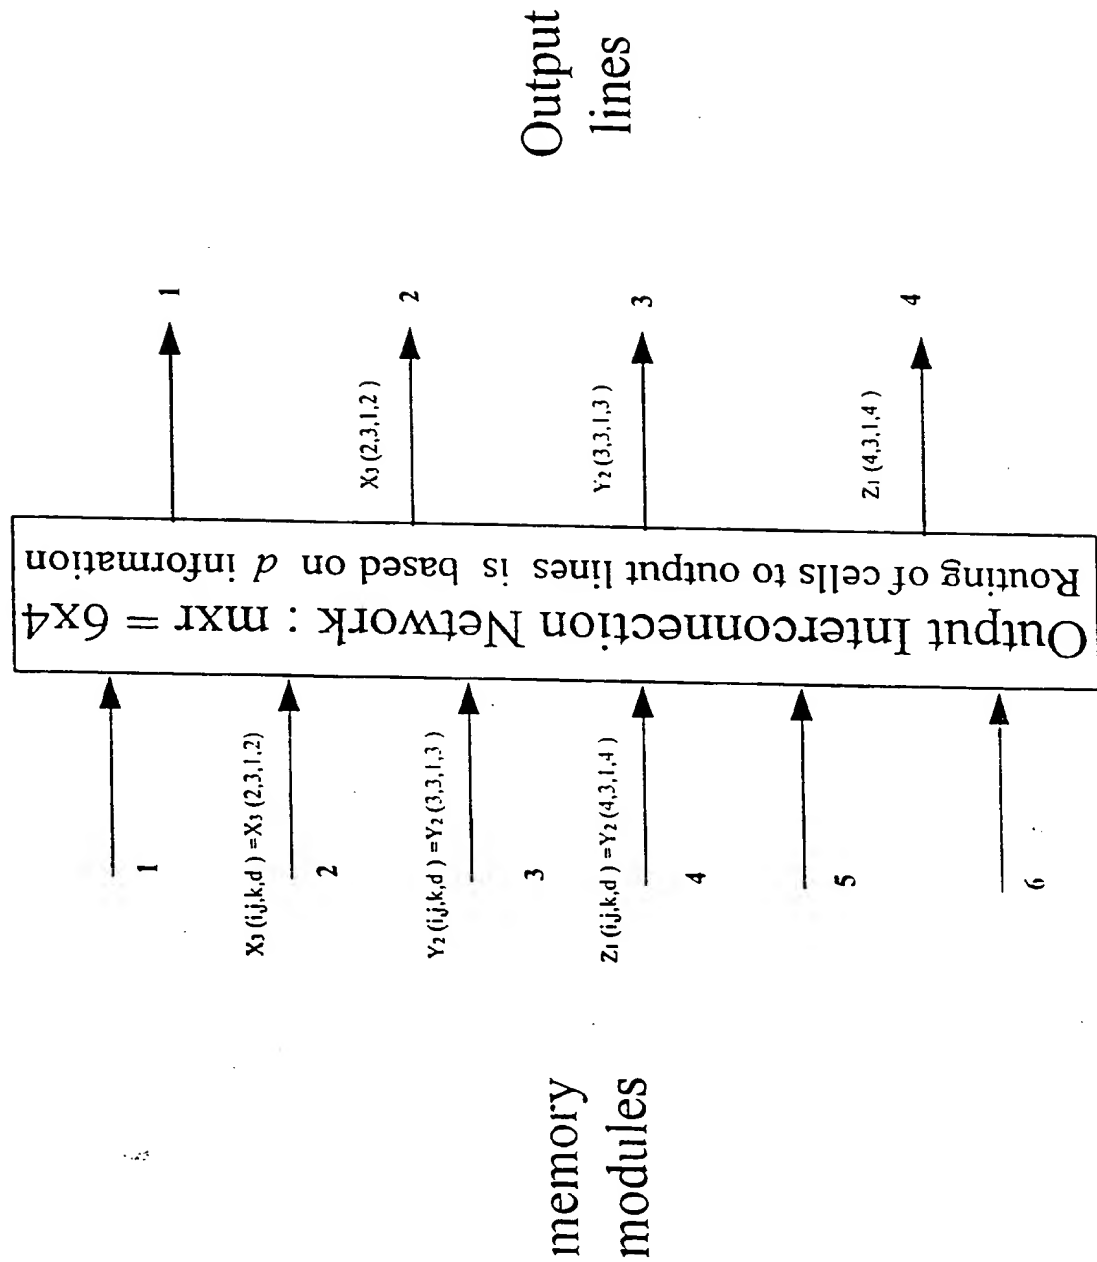 memory
modules
1
X3 (i,j,k,d ) =X3 (2,3,1,2)
2
Y2 (i,j,k,d ) =Y2 (3,3,1,3 )
3
Z1 (i,j,k,d ) =Y2 (4,3,1,4 )
4
5
6
Output Interconnection Network : mxr = 6x4
Routing of cells to output lines is based on d information
1
X3 (2,3,1,2 )
2
Y2 (3,3,1,3 )
3
Z1 (4,3,1,4 )
4
Output
lines